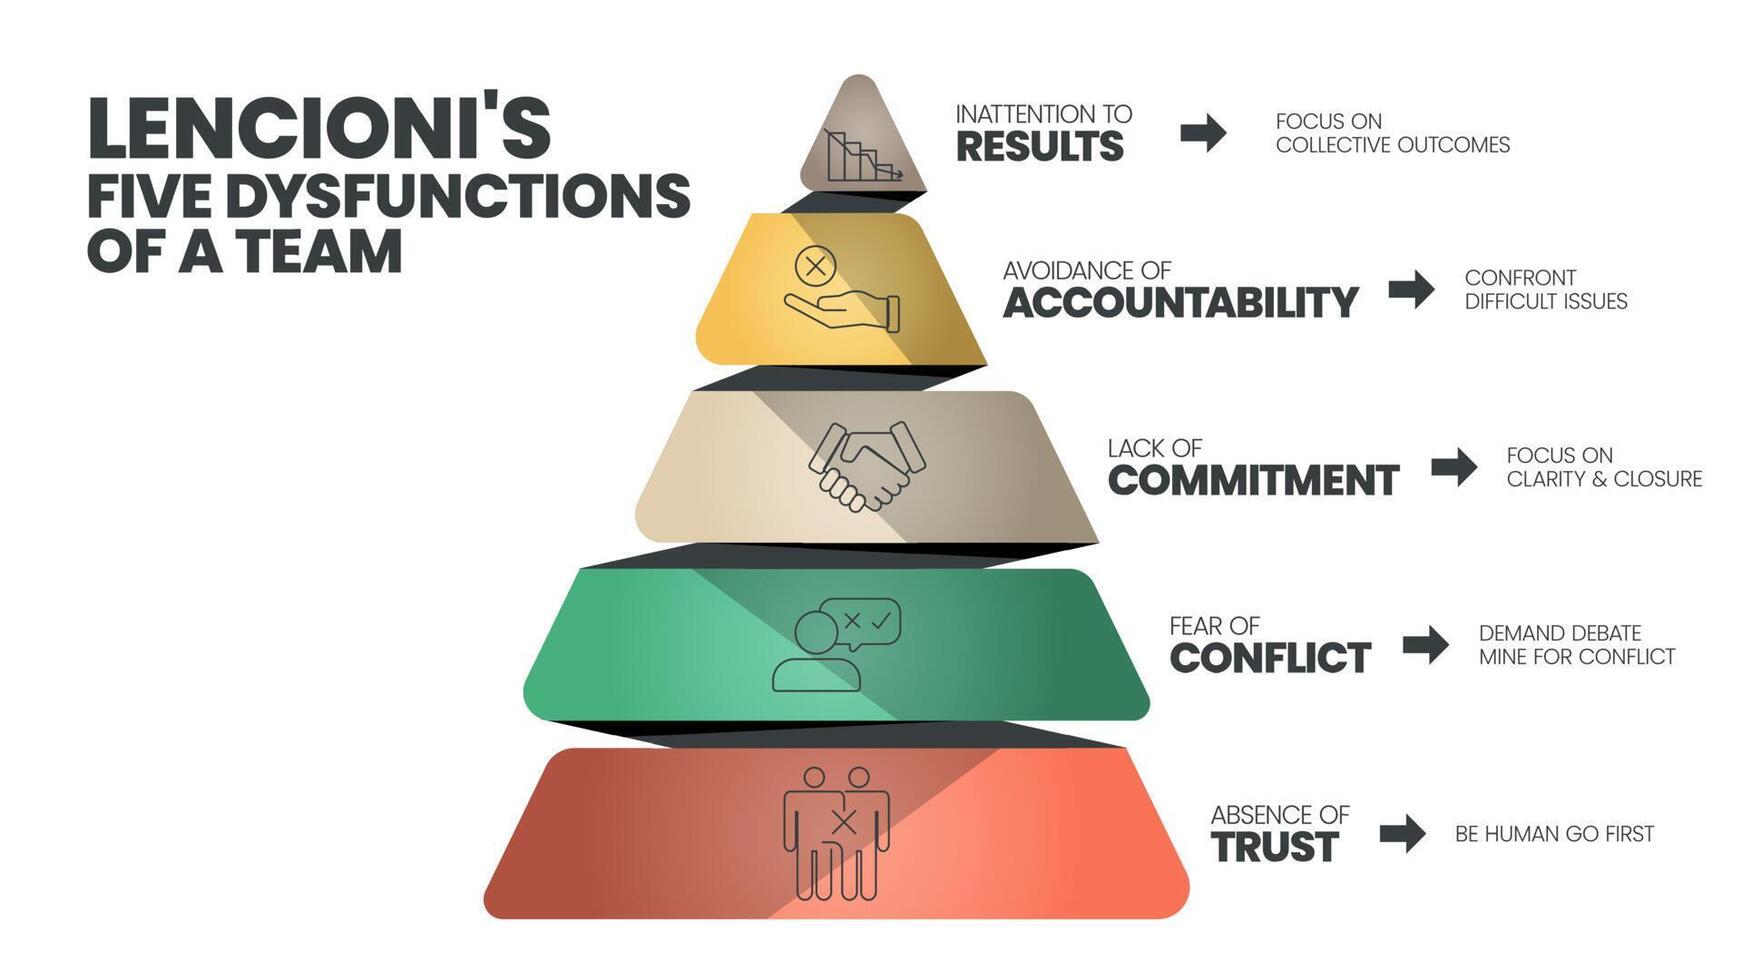 LENCIONI'S
FIVE DYSFUNCTIONS
OF A TEAM
INATTENTION TO
RESULTS
FOCUS ON
COLLECTIVE OUTCOMES
AVOIDANCE OF
ACCOUNTABILITY
CONFRONT
DIFFICULT ISSUES
LACK OF
COMMITMENT
FOCUS ON
CLARITY & CLOSURE
FEAR OF
CONFLICT
DEMAND DEBATE
MINE FOR CONFLICT
ABSENCE OF
TRUST
BE HUMAN GO FIRST